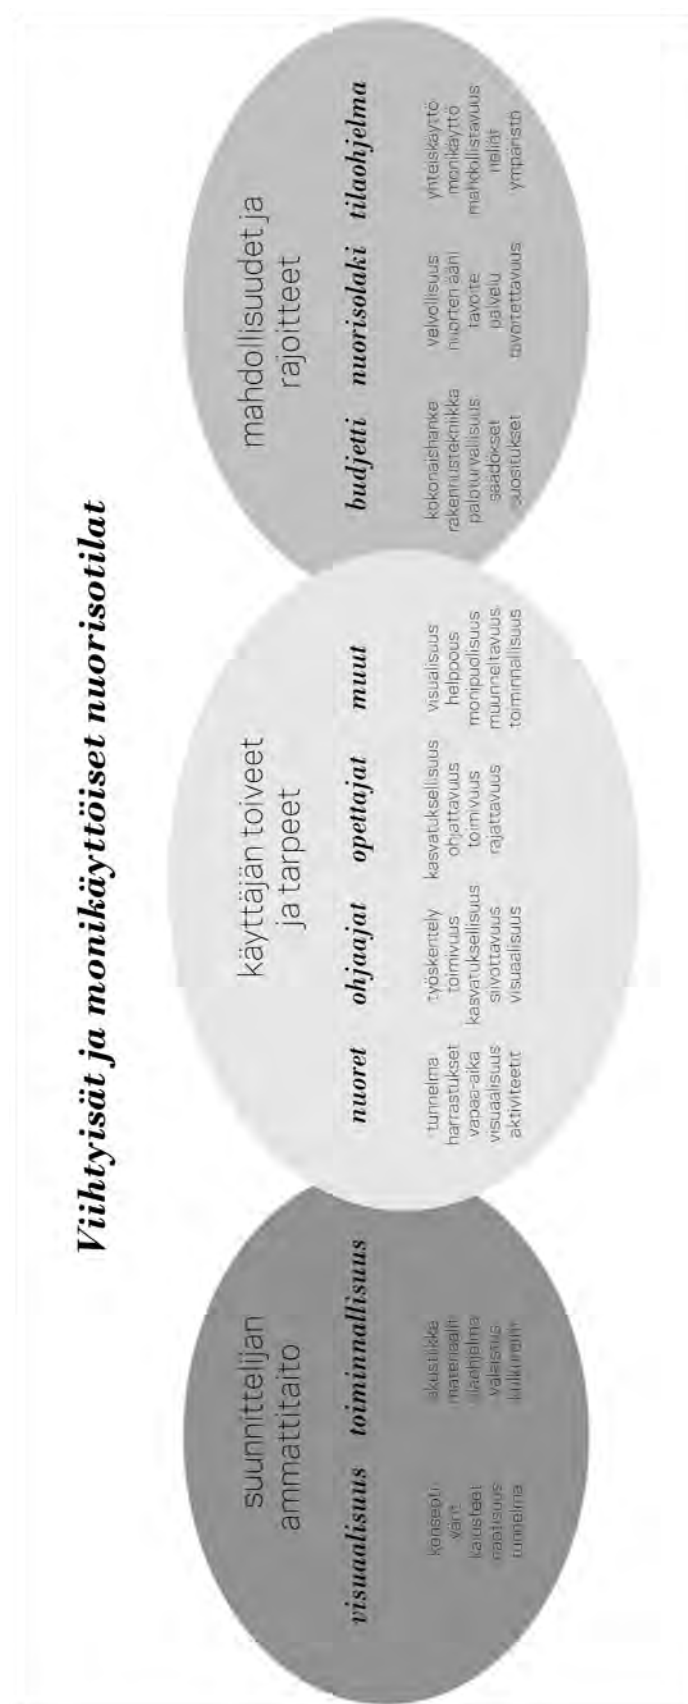 Viihtyisät ja monikäyttöiset nuorisotilat
suunnittelijan
ammattitaito
visuaalisuus
konsepti
värit
kalusteet
tunnelma
toiminnallisuus
akustiikka
materiaalit
tilaohjelma
valaistus
kulkureitit
käyttäjän toiveet
ja tarpeet
nuoret
tunnelma
harrastukset
vapaa-aika
visuaalisuus
aktiviteetit
ohjaajat
työskentely
toimivuus
kasvatuksellisuus
siivottavuus
visuaalisuus
opettajat
kasvatuksellisuus
ohjattavuus
toimivuus
rajattavuus
muut
visualisuus
helppous
monipuolisuus
muunneltavuus
toiminnallisuus
mahdollisuudet ja
rajoitteet
budjetti
kokonaishanke
rakennustekniikka
paloturvallisuus
säädökset
suositukset
nuorisolaki
velvollisuus
nuorten ääni
tavoite
palvelu
tavoitettavuus
tilaohjelma
yhteiskäyttö
monikäyttö
mahdollistavuus
neliöt
ympäristö